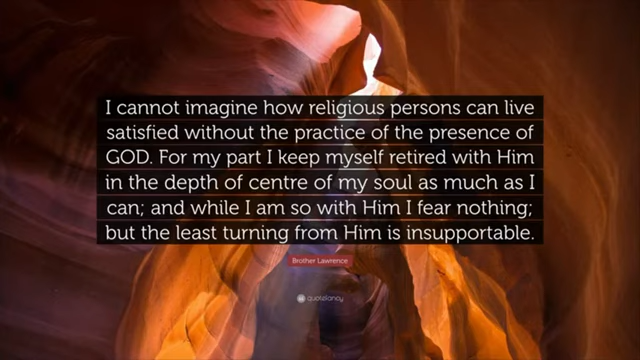 I cannot imagine how religious persons can live
satisfied without the practice of the presence of
GOD. For my part I keep myself retired with Him
in the depth of centre of my soul as much as I
can; and while I am so with Him I fear nothing;
but the least turning from Him is insupportable.
Brother Lawrence
quotefancy